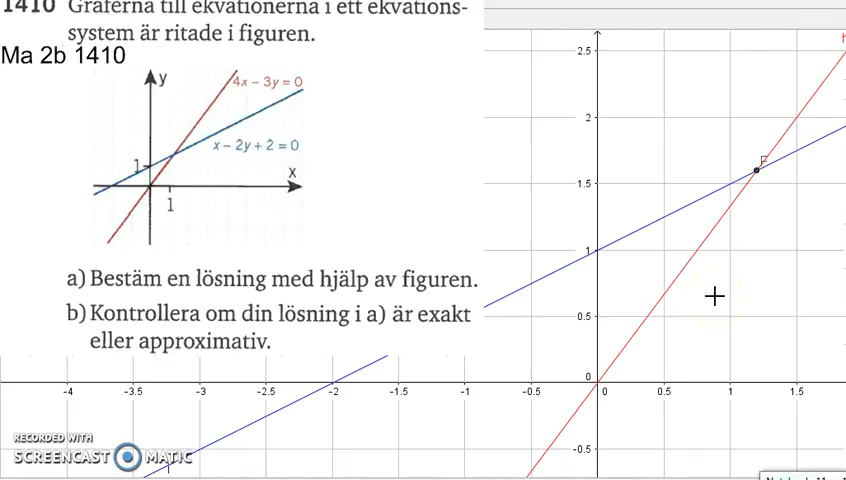 1410 Graferna till ekvationerna i ett ekvations-
system är ritade i figuren.
Ma 2b 1410
y
4x – 3y = 0
x – 2y + 2 = 0
1
x
1
a) Bestäm en lösning med hjälp av figuren.
b) Kontrollera om din lösning i a) är exakt
eller approximativ.
2.5
2
F
1.5
1
0.5
0
-4 -3.5 -3 -2.5 -2 -1.5 -1 -0.5 0 0.5 1 1.5
-0.5
RECORDED WITH
SCREENCAST MATIC